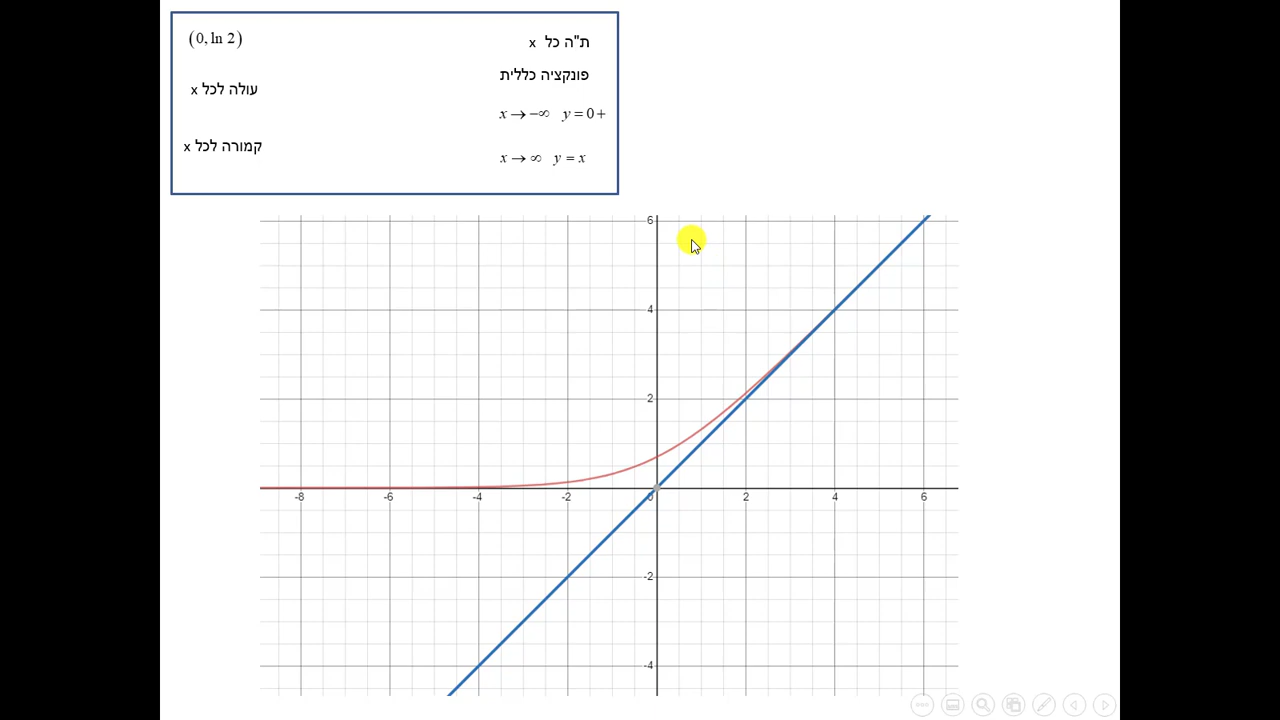 ת"ה כל x
פונקציה כללית
x → −∞ y = 0 +
x → ∞ y = x
(0, ln 2)
עולה לכל x
קמורה לכל x
6
4
2
-8 -6 -4 -2 0 2 4 6
-2
-4